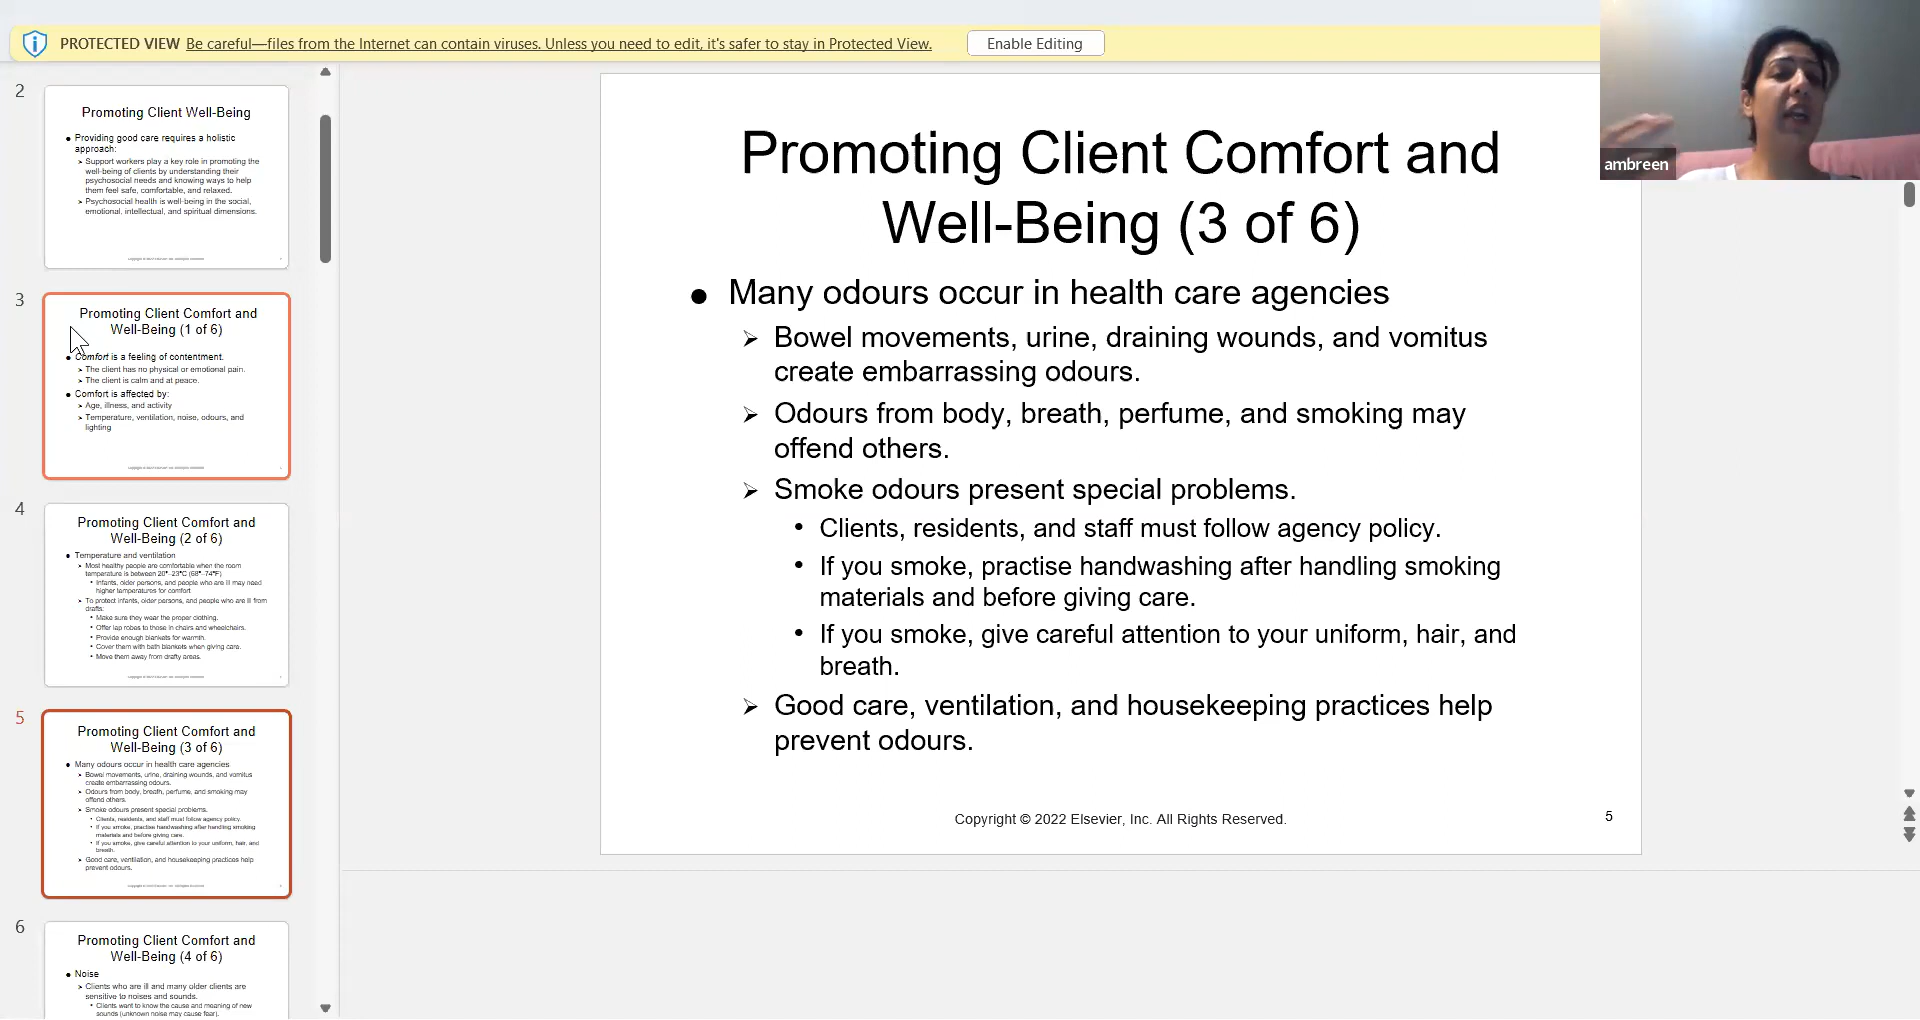 PROTECTED VIEW Be careful—files from the Internet can contain viruses. Unless you need to edit, it's safer to stay in Protected View. Enable Editing
ambreen
2
Promoting Client Well-Being
● Providing good care requires a holistic
approach:
➢ Support workers play a key role in promoting the
well-being of clients by understanding their
psychosocial needs and knowing ways to help
them feel safe, comfortable, and relaxed.
➢ Psychosocial health is well-being in the social,
emotional, intellectual, and spiritual dimensions.
3
Promoting Client Comfort and
Well-Being (1 of 6)
● Comfort is a feeling of contentment.
➢ The client has no physical or emotional pain.
➢ The client is calm and at peace.
● Comfort is affected by:
➢ Age, illness, and activity
➢ Temperature, ventilation, noise, odours, and
lighting
4
Promoting Client Comfort and
Well-Being (2 of 6)
● Temperature and ventilation
➢ Most healthy people are comfortable when the room
temperature is between 20°–23°C (68°–74°F)
• Infants, older persons, and people who are ill may need
higher temperatures for comfort
➢ To protect infants, older persons, and people who are ill from
drafts:
• Make sure they wear the proper clothing.
• Offer lap robes to those in chairs and wheelchairs.
• Provide enough blankets for warmth.
• Cover them with bath blankets when giving care.
• Move them away from drafty areas.
5
Promoting Client Comfort and
Well-Being (3 of 6)
● Many odours occur in health care agencies
➢ Bowel movements, urine, draining wounds, and vomitus
create embarrassing odours.
➢ Odours from body, breath, perfume, and smoking may
offend others.
➢ Smoke odours present special problems.
• Clients, residents, and staff must follow agency policy.
• If you smoke, practise handwashing after handling smoking
materials and before giving care.
• If you smoke, give careful attention to your uniform, hair, and
breath.
➢ Good care, ventilation, and housekeeping practices help
prevent odours.
6
Promoting Client Comfort and
Well-Being (4 of 6)
● Noise
➢ Clients who are ill and many older clients are
sensitive to noises and sounds.
• Clients want to know the cause and meaning of new
sounds (unknown noise may cause fear).
Promoting Client Comfort and
Well-Being (3 of 6)
● Many odours occur in health care agencies
➢ Bowel movements, urine, draining wounds, and vomitus
create embarrassing odours.
➢ Odours from body, breath, perfume, and smoking may
offend others.
➢ Smoke odours present special problems.
• Clients, residents, and staff must follow agency policy.
• If you smoke, practise handwashing after handling smoking
materials and before giving care.
• If you smoke, give careful attention to your uniform, hair, and
breath.
➢ Good care, ventilation, and housekeeping practices help
prevent odours.
Copyright © 2022 Elsevier, Inc. All Rights Reserved.
5